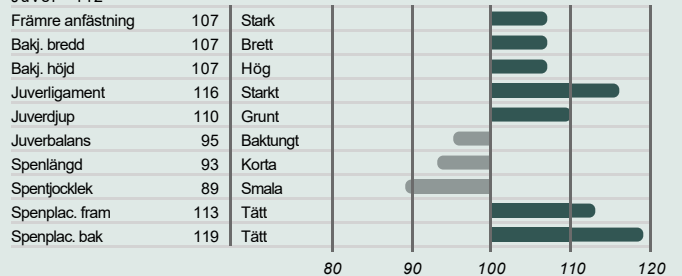 Juver 112
Främre anfästning 107 Stark
Bakj. bredd 107 Brett
Bakj. höjd 107 Hög
Juverligament 116 Starkt
Juverdjup 110 Grunt
Juverbalans 95 Baktungt
Spenlängd 93 Korta
Spentjocklek 89 Smala
Spenplac. fram 113 Tätt
Spenplac. bak 119 Tätt
80 90 100 110 120